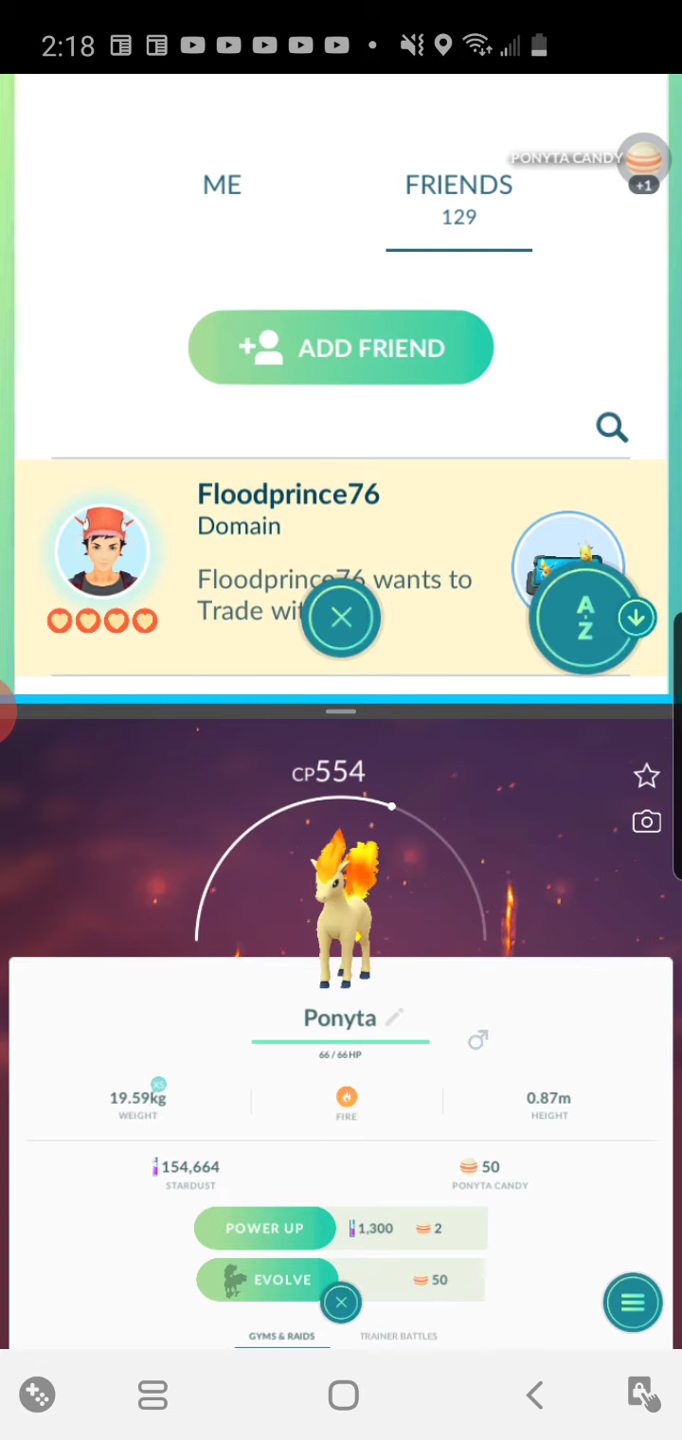 2:18
PONYTA CANDY
+1
ME
FRIENDS
129
ADD FRIEND
Floodprince76
Domain
Floodprince76 wants to
Trade wit
A
Z
CP554
Ponyta
66 / 66 HP
XS
19.59kg
WEIGHT
FIRE
0.87m
HEIGHT
154,664
STARDUST
50
PONYTA CANDY
POWER UP
1,300
2
EVOLVE
50
GYMS & RAIDS
TRAINER BATTLES